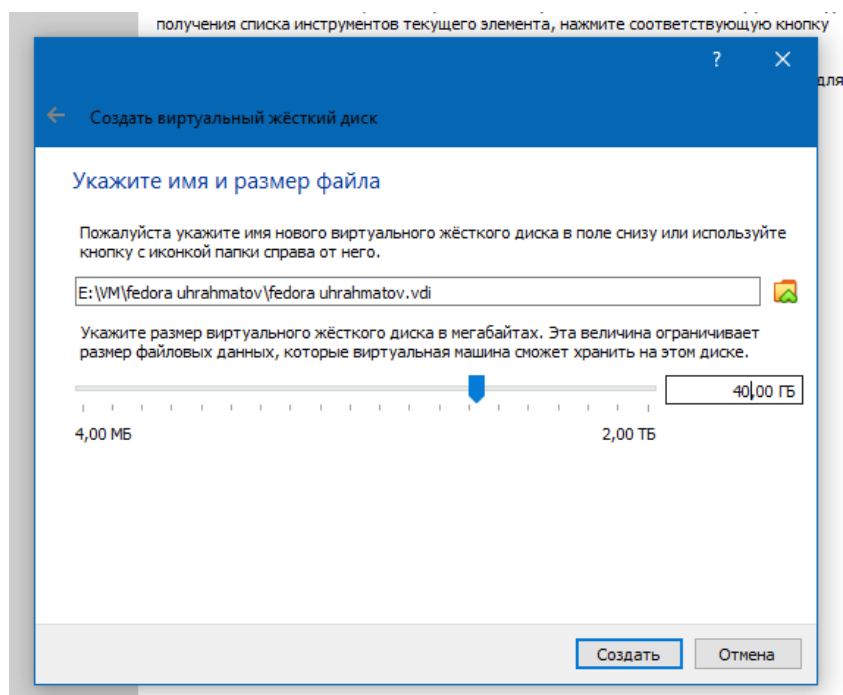 получения списка инструментов текущего элемента, нажмите соответствующую кнопку
?
для
Создать виртуальный жёсткий диск
Укажите имя и размер файла
Пожалуйста укажите имя нового виртуального жёсткого диска в поле снизу или используйте
кнопку с иконкой папки справа от него.
E:\VM\fedora uhrahmatov\fedora uhrahmatov.vdi
Укажите размер виртуального жёсткого диска в мегабайтах. Эта величина ограничивает
размер файловых данных, которые виртуальная машина сможет хранить на этом диске.
40,00 ГБ
4,00 МБ
2,00 ТБ
Создать
Отмена